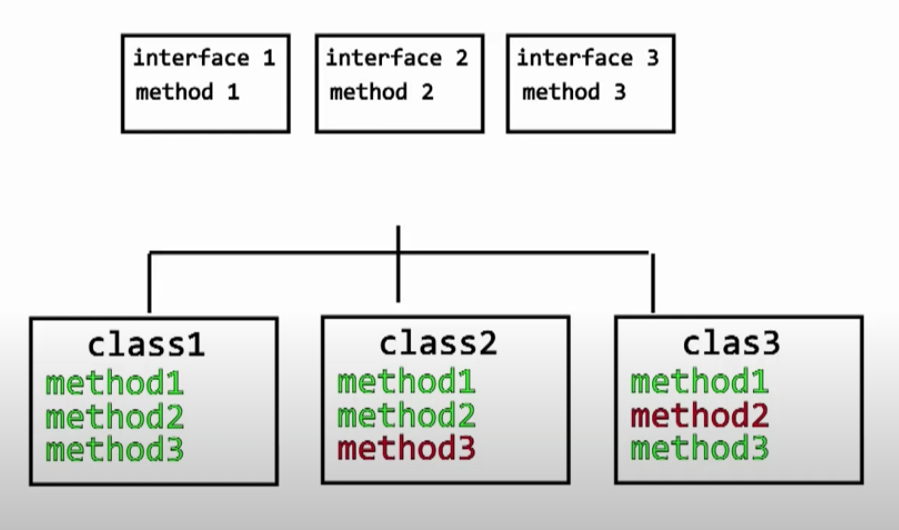 interface 1
method 1
interface 2
method 2
interface 3
method 3
class1
method1
method2
method3
class2
method1
method2
method3
clas3
method1
method2
method3